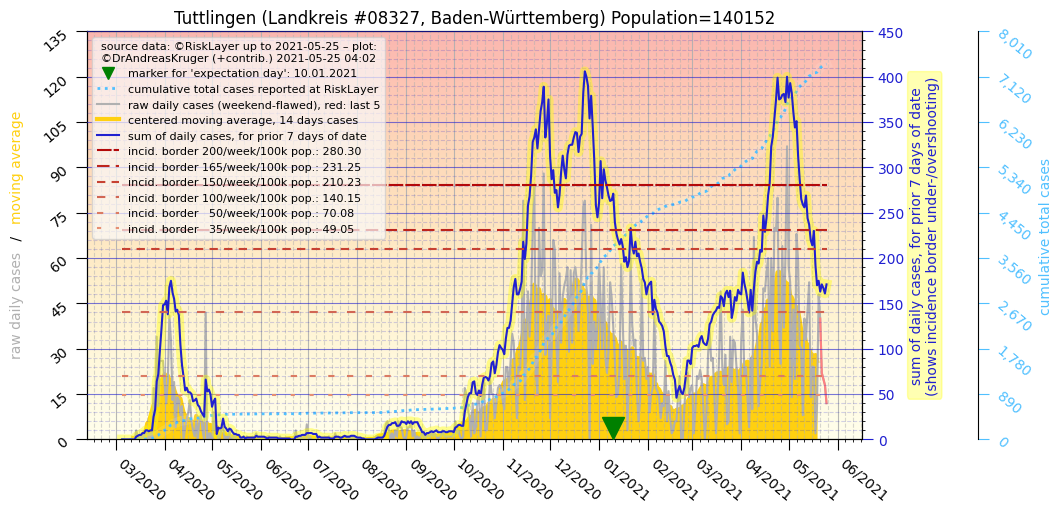 Tuttlingen (Landkreis #08327, Baden-Württemberg) Population=140152
source data: ©RiskLayer up to 2021-05-25 – plot:
©DrAndreasKruger (+contrib.) 2021-05-25 04:02
marker for 'expectation day': 10.01.2021
cumulative total cases reported at RiskLayer
raw daily cases (weekend-flawed), red: last 5
centered moving average, 14 days cases
sum of daily cases, for prior 7 days of date
incid. border 200/week/100k pop.: 280.30
incid. border 165/week/100k pop.: 231.25
incid. border 150/week/100k pop.: 210.23
incid. border 100/week/100k pop.: 140.15
incid. border   50/week/100k pop.: 70.08
incid. border   35/week/100k pop.: 49.05
raw daily cases / moving average
135
120
105
90
75
60
45
30
15
0
03/2020
04/2020
05/2020
06/2020
07/2020
08/2020
09/2020
10/2020
11/2020
12/2020
01/2021
02/2021
03/2021
04/2021
05/2021
06/2021
450
400
350
300
250
200
150
100
50
0
sum of daily cases, for prior 7 days of date
(shows incidence border under-/overshooting)
8,010
7,120
6,230
5,340
4,450
3,560
2,670
1,780
890
0
cumulative total cases